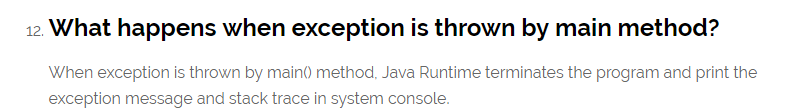 12. What happens when exception is thrown by main method?
When exception is thrown by main() method, Java Runtime terminates the program and print the
exception message and stack trace in system console.